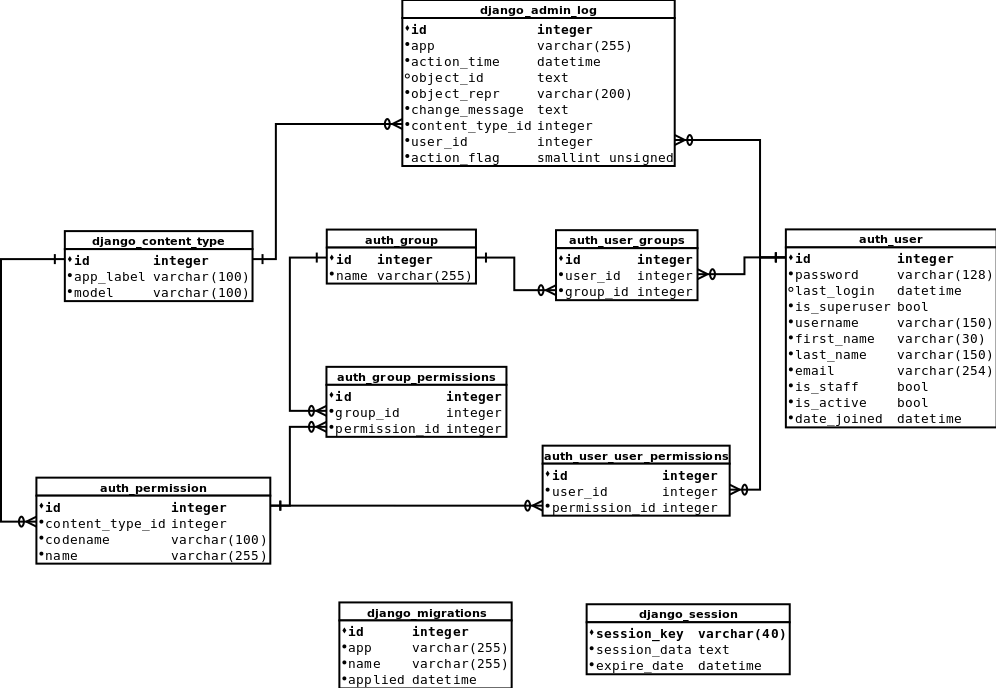 django_admin_log
id integer
app varchar(255)
action_time datetime
object_id text
object_repr varchar(200)
change_message text
content_type_id integer
user_id integer
action_flag smallint unsigned
django_content_type
id integer
app_label varchar(100)
model varchar(100)
auth_group
id integer
name varchar(255)
auth_user_groups
id integer
user_id integer
group_id integer
auth_user
id integer
password varchar(128)
last_login datetime
is_superuser bool
username varchar(150)
first_name varchar(30)
last_name varchar(150)
email varchar(254)
is_staff bool
is_active bool
date_joined datetime
auth_group_permissions
id integer
group_id integer
permission_id integer
auth_user_user_permissions
id integer
user_id integer
permission_id integer
auth_permission
id integer
content_type_id integer
codename varchar(100)
name varchar(255)
django_migrations
id integer
app varchar(255)
name varchar(255)
applied datetime
django_session
session_key varchar(40)
session_data text
expire_date datetime